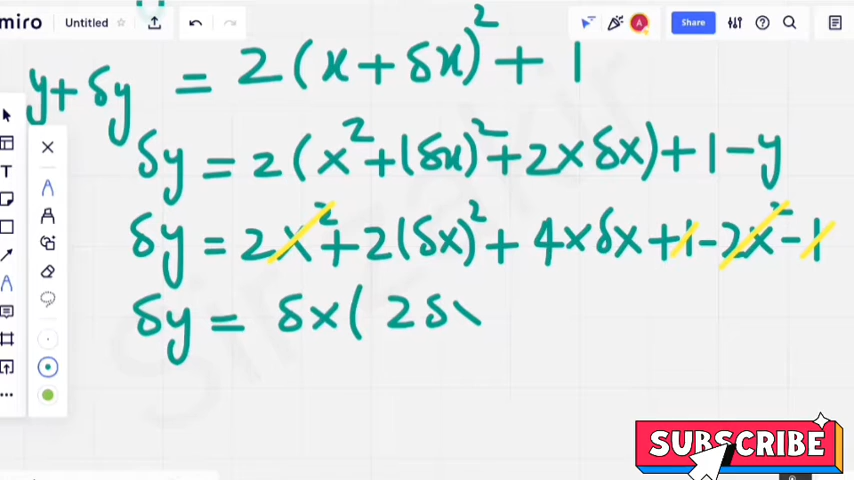 miro Untitled Share A
y+δy = 2(x+δx)²+1
δy = 2(x²+(δx)²+2xδx)+1-y
δy = 2x²+2(δx)²+4xδx+1-2x²-1
δy = δx(2δ
SUBSCRIBE